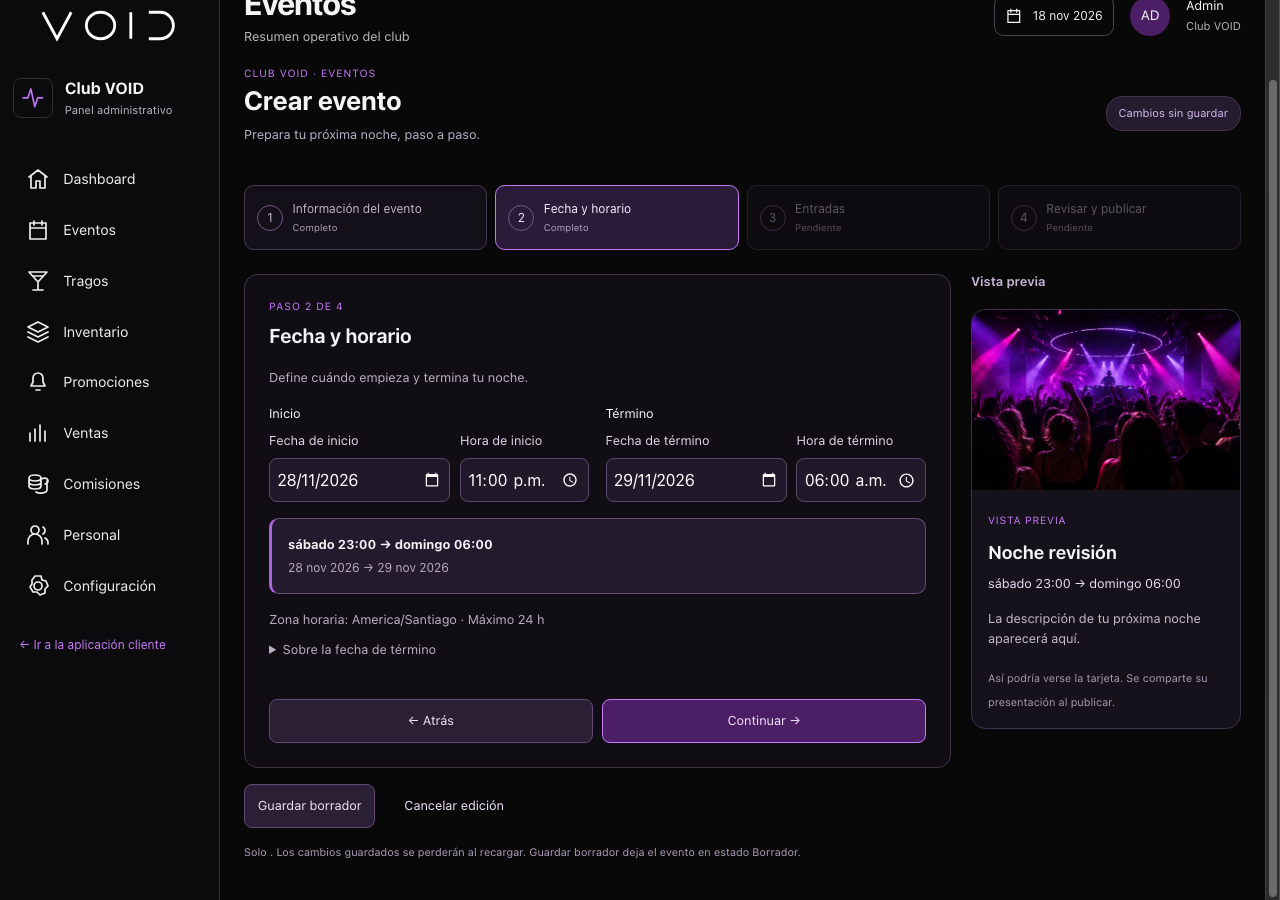 VOID
Club VOID
Panel administrativo
Dashboard
Eventos
Tragos
Inventario
Promociones
Ventas
Comisiones
Personal
Configuración
← Ir a la aplicación cliente
Eventos
Resumen operativo del club
18 nov 2026
AD
Admin
Club VOID
CLUB VOID · EVENTOS
Crear evento
Prepara tu próxima noche, paso a paso.
Cambios sin guardar
1
Información del evento
Completo
2
Fecha y horario
Completo
3
Entradas
Pendiente
4
Revisar y publicar
Pendiente
PASO 2 DE 4
Fecha y horario
Define cuándo empieza y termina tu noche.
Inicio
Término
Fecha de inicio
Hora de inicio
Fecha de término
Hora de término
28/11/2026
11:00 p.m.
29/11/2026
06:00 a.m.
sábado 23:00 → domingo 06:00
28 nov 2026 → 29 nov 2026
Zona horaria: America/Santiago · Máximo 24 h
▶ Sobre la fecha de término
← Atrás
Continuar →
Guardar borrador
Cancelar edición
Solo . Los cambios guardados se perderán al recargar. Guardar borrador deja el evento en estado Borrador.
Vista previa
VISTA PREVIA
Noche revisión
sábado 23:00 → domingo 06:00
La descripción de tu próxima noche
aparecerá aquí.
Así podría verse la tarjeta. Se comparte su
presentación al publicar.